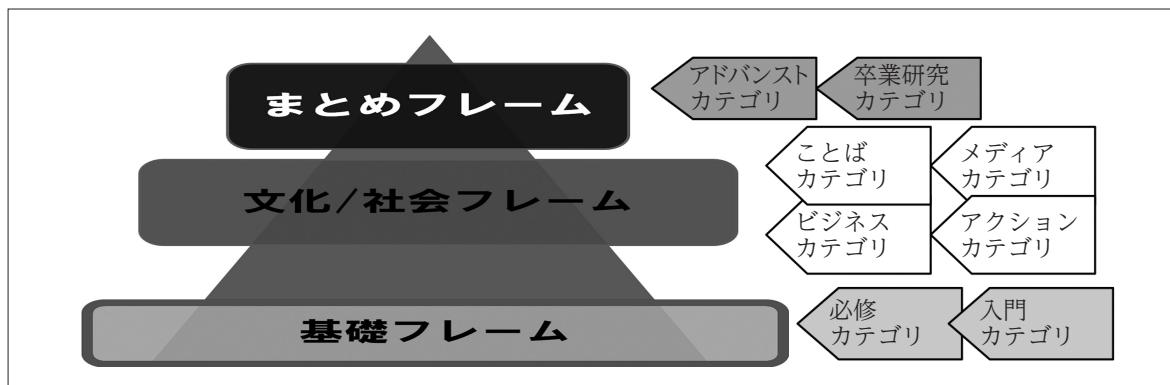 まとめフレーム
アドバンスト
カテゴリ
卒業研究
カテゴリ
文化/社会フレーム
ことば
カテゴリ
メディア
カテゴリ
ビジネス
カテゴリ
アクション
カテゴリ
基礎フレーム
必修
カテゴリ
入門
カテゴリ